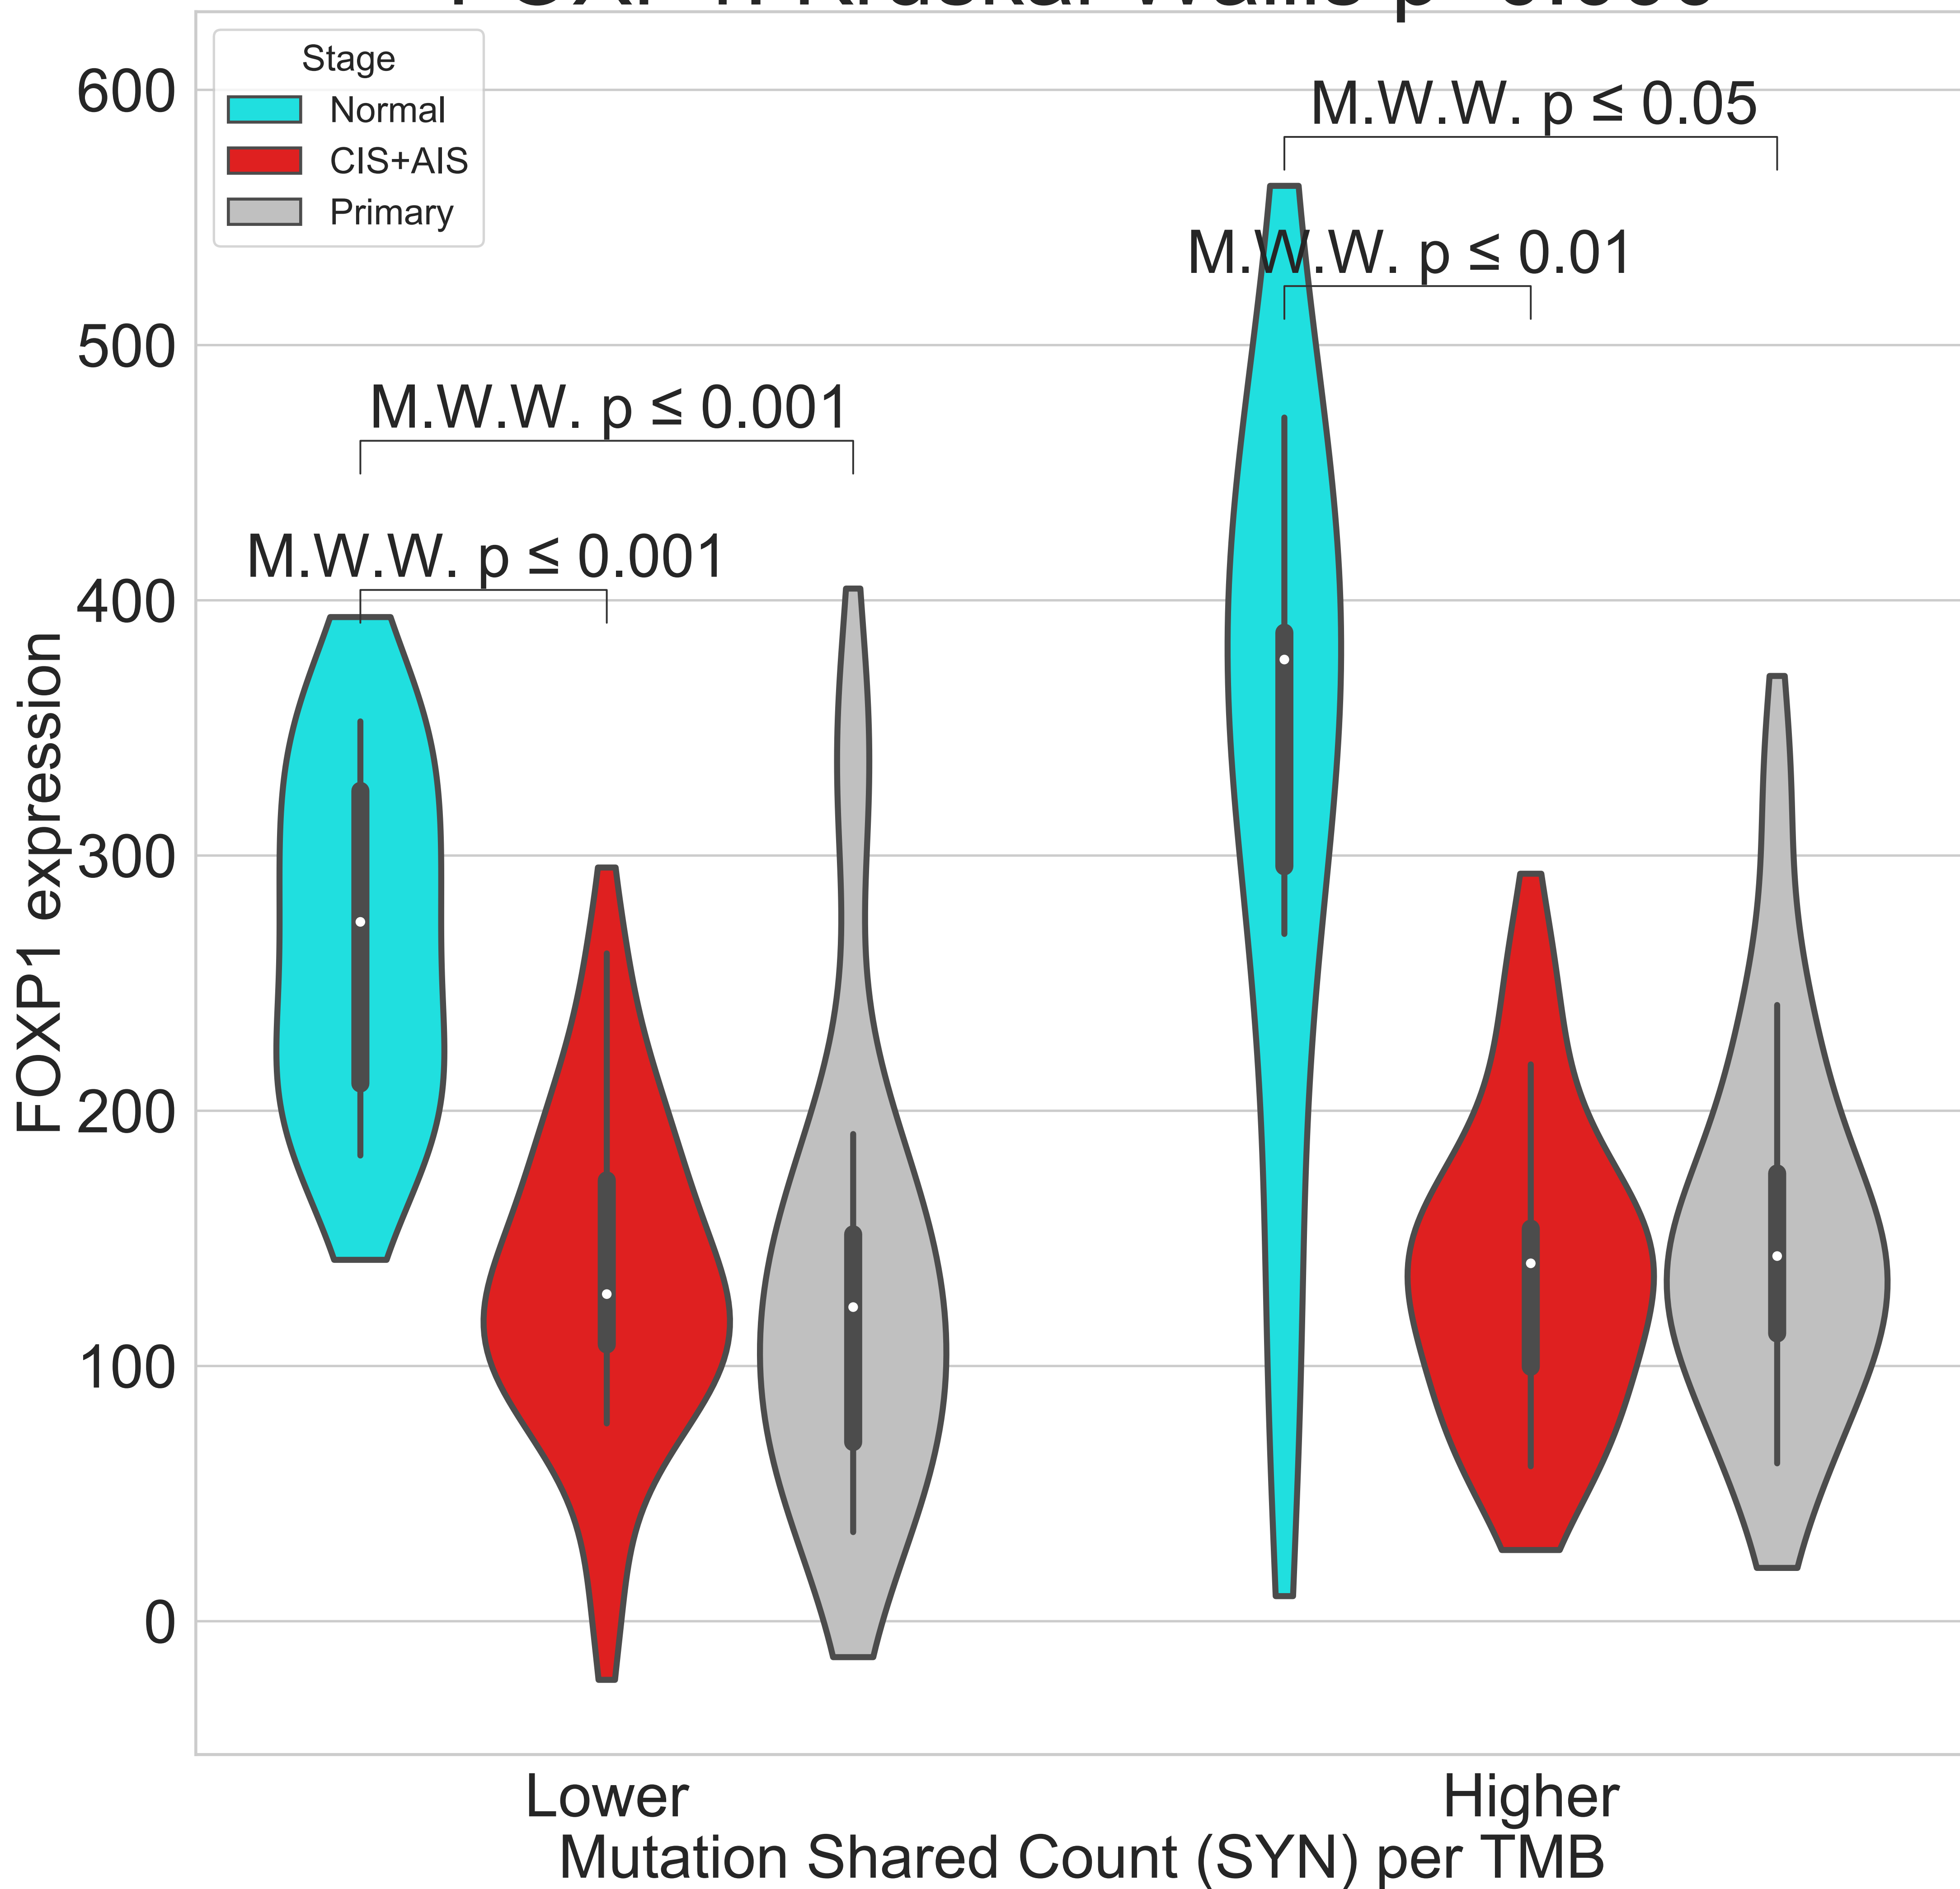 Stage
Normal
CIS+AIS
Primary
M.W.W. p ≤ 0.05
M.W.W. p ≤ 0.01
M.W.W. p ≤ 0.001
M.W.W. p ≤ 0.001
600
500
400
300
200
100
0
FOXP1 expression
Lower
Higher
Mutation Shared Count (SYN) per TMB